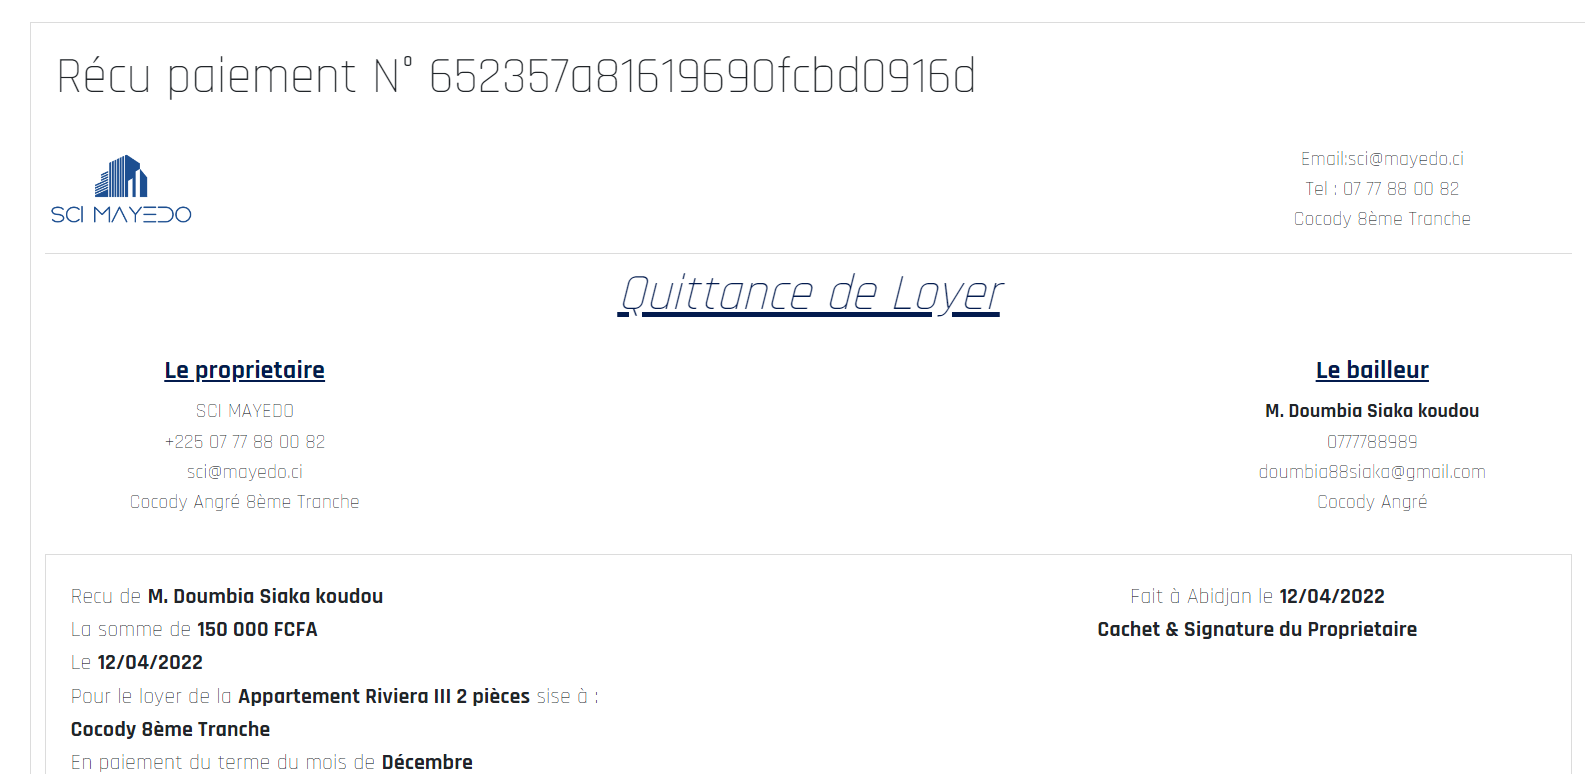 Récu paiement N° 652357a81619690fcbd0916d
SCI MAYEDO
Email:sci@mayedo.ci
Tel : 07 77 88 00 82
Cocody 8ème Tranche
Quittance de Loyer
Le proprietaire
SCI MAYEDO
+225 07 77 88 00 82
sci@mayedo.ci
Cocody Angré 8ème Tranche
Le bailleur
M. Doumbia Siaka koudou
0777788989
doumbia88siaka@gmail.com
Cocody Angré
Recu de M. Doumbia Siaka koudou
La somme de 150 000 FCFA
Le 12/04/2022
Pour le loyer de la Appartement Riviera III 2 pièces sise à :
Cocody 8ème Tranche
En paiement du terme du mois de Décembre
Fait à Abidjan le 12/04/2022
Cachet & Signature du Proprietaire